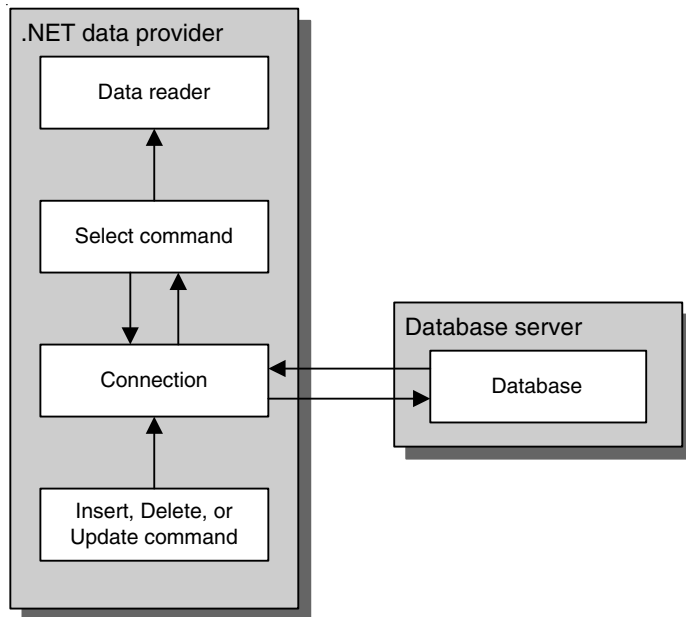 .NET data provider
Data reader
Select command
Connection
Insert, Delete, or
Update command
Database server
Database